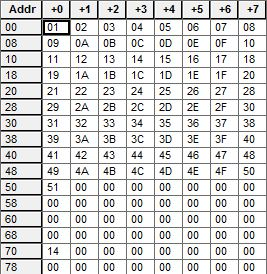 Addr +0 +1 +2 +3 +4 +5 +6 +7
00 01 02 03 04 05 06 07 08
08 09 0A 0B 0C 0D 0E 0F 10
10 11 12 13 14 15 16 17 18
18 19 1A 1B 1C 1D 1E 1F 20
20 21 22 23 24 25 26 27 28
28 29 2A 2B 2C 2D 2E 2F 30
30 31 32 33 34 35 36 37 38
38 39 3A 3B 3C 3D 3E 3F 40
40 41 42 43 44 45 46 47 48
48 49 4A 4B 4C 4D 4E 4F 50
50 51 00 00 00 00 00 00 00
58 00 00 00 00 00 00 00 00
60 00 00 00 00 00 00 00 00
68 00 00 00 00 00 00 00 00
70 14 00 00 00 00 00 00 00
78 00 00 00 00 00 00 00 00